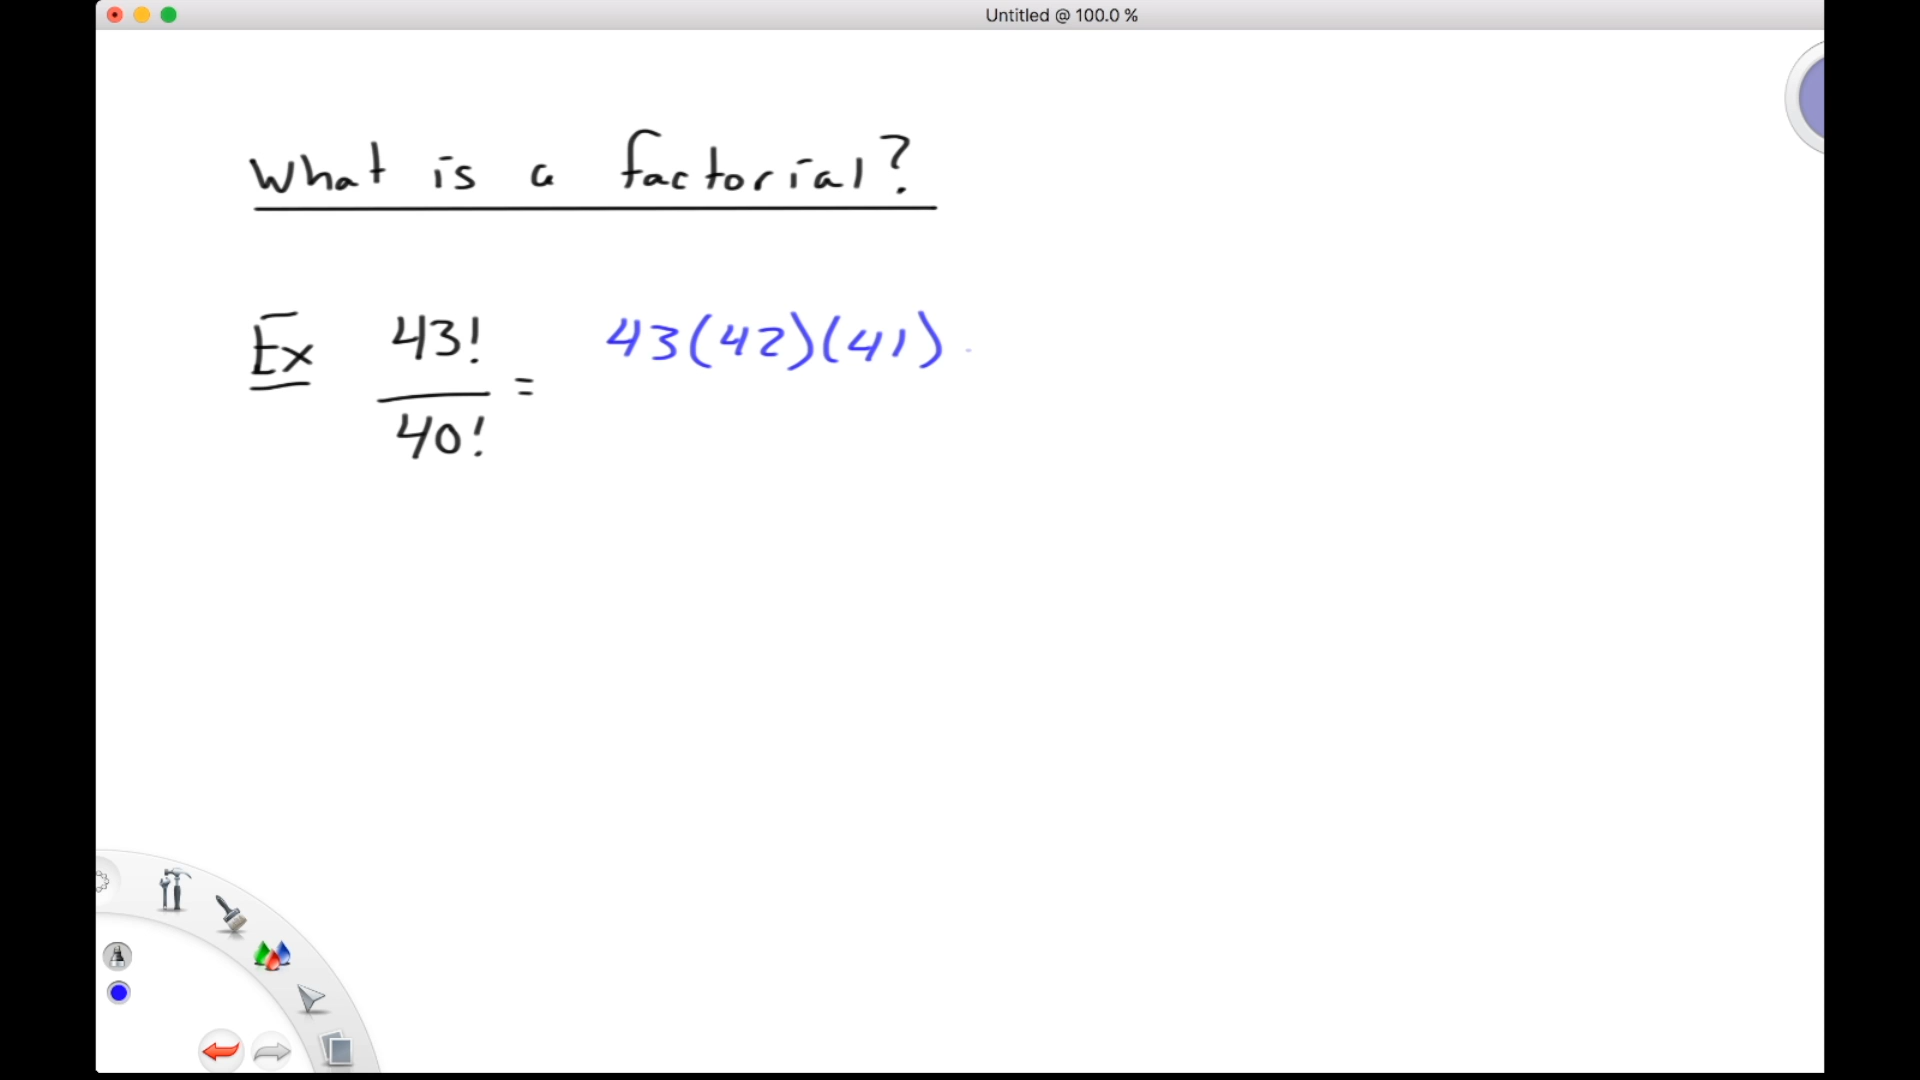 Untitled @ 100.0 %
What is a factorial?
Ex 43!/40! = 43(42)(41)